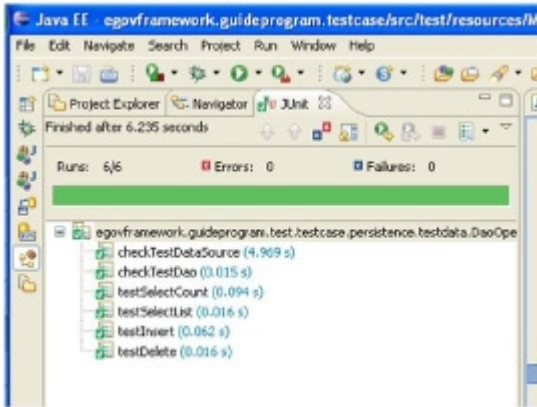 Java EE - egovframework.guideprogram.testcase/src/test/resources/M
File Edit Navigate Search Project Run Window Help
Project Explorer Navigator JUnit
Finished after 6.235 seconds
Runs: 6/6 Errors: 0 Failures: 0
egovframework.guideprogram.test.testcase.persistence.testdata.DaoOpe
checkTestDataSource (4.969 s)
checkTestDao (0.015 s)
testSelectCount (0.094 s)
testSelectList (0.016 s)
testInsert (0.062 s)
testDelete (0.016 s)